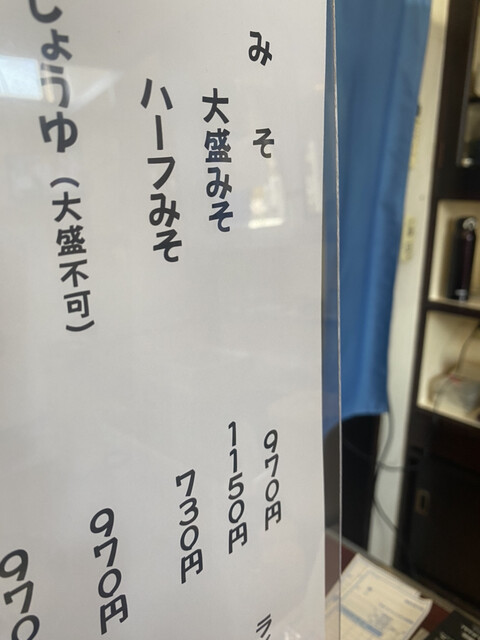 みそ 970円
大盛みそ 1150円
ハーフみそ 730円
しょうゆ（大盛不可） 970円
970
ラ